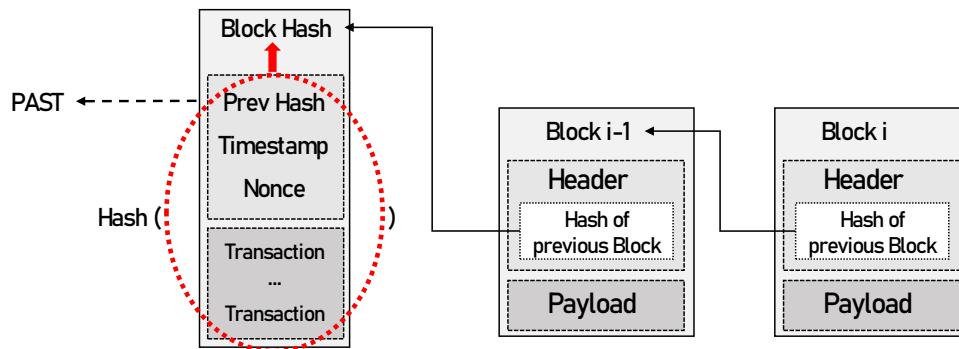 Block Hash
PAST
Prev Hash
Timestamp
Nonce
Hash ( )
Transaction
...
Transaction
Block i-1
Header
Hash of
previous Block
Payload
Block i
Header
Hash of
previous Block
Payload